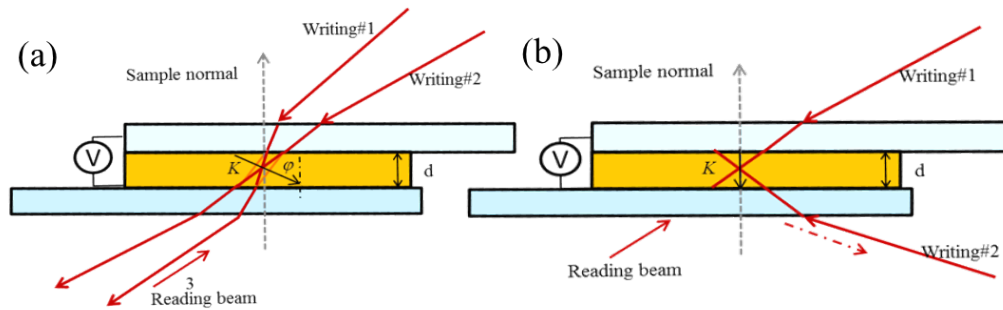 (a)
Writing#1
Sample normal
Writing#2
V
K
φ
d
3
Reading beam
(b)
Sample normal
Writing#1
V
K
d
Reading beam
Writing#2